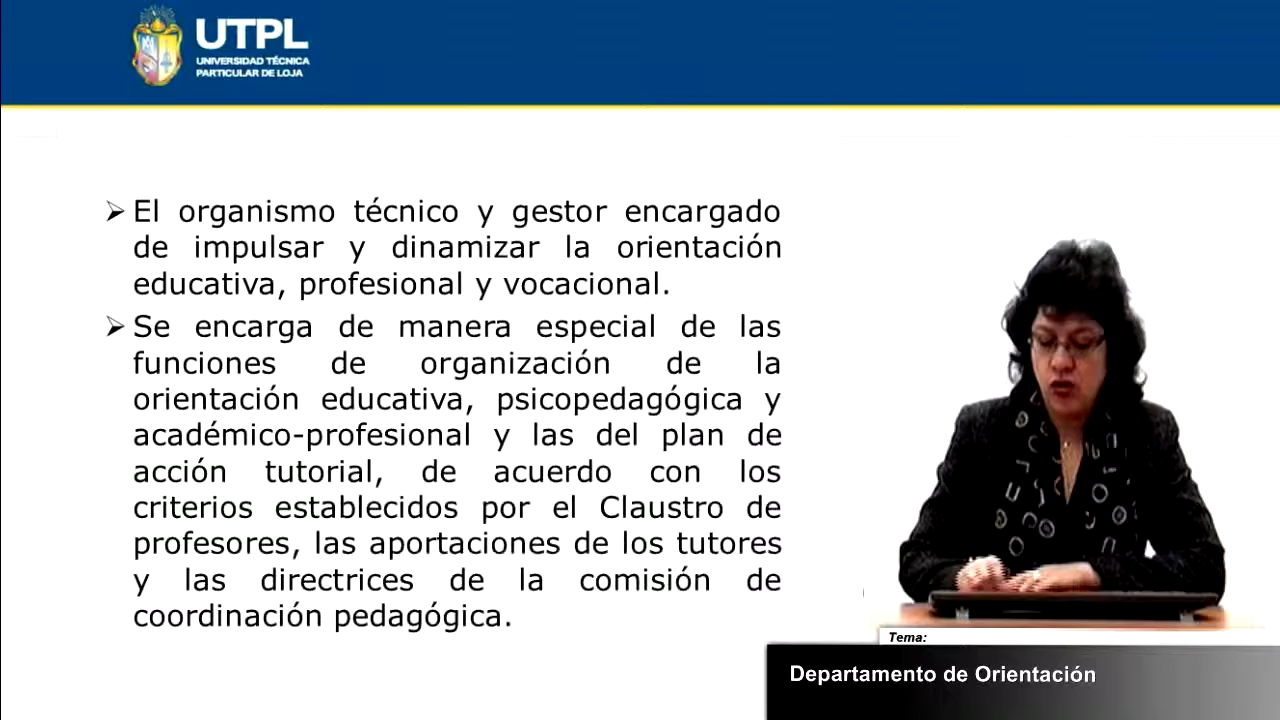 UTPL
UNIVERSIDAD TÉCNICA
PARTICULAR DE LOJA
El organismo técnico y gestor encargado
de impulsar y dinamizar la orientación
educativa, profesional y vocacional.
Se encarga de manera especial de las
funciones de organización de la
orientación educativa, psicopedagógica y
académico-profesional y las del plan de
acción tutorial, de acuerdo con los
criterios establecidos por el Claustro de
profesores, las aportaciones de los tutores
y las directrices de la comisión de
coordinación pedagógica.
Tema:
Departamento de Orientación